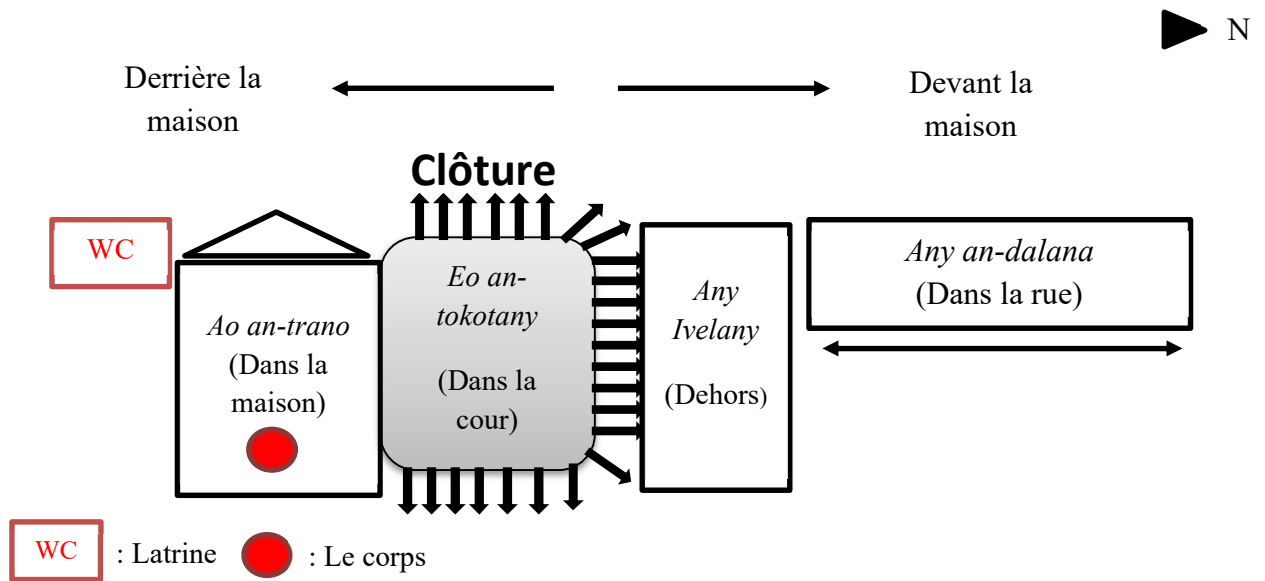 N
Derrière la
maison
Devant la
maison
Clôture
WC
Ao an-trano
(Dans la
maison)
Eo an-
tokotany
(Dans la
cour)
Any
Ivelany
(Dehors)
Any an-dalana
(Dans la rue)
WC : Latrine : Le corps